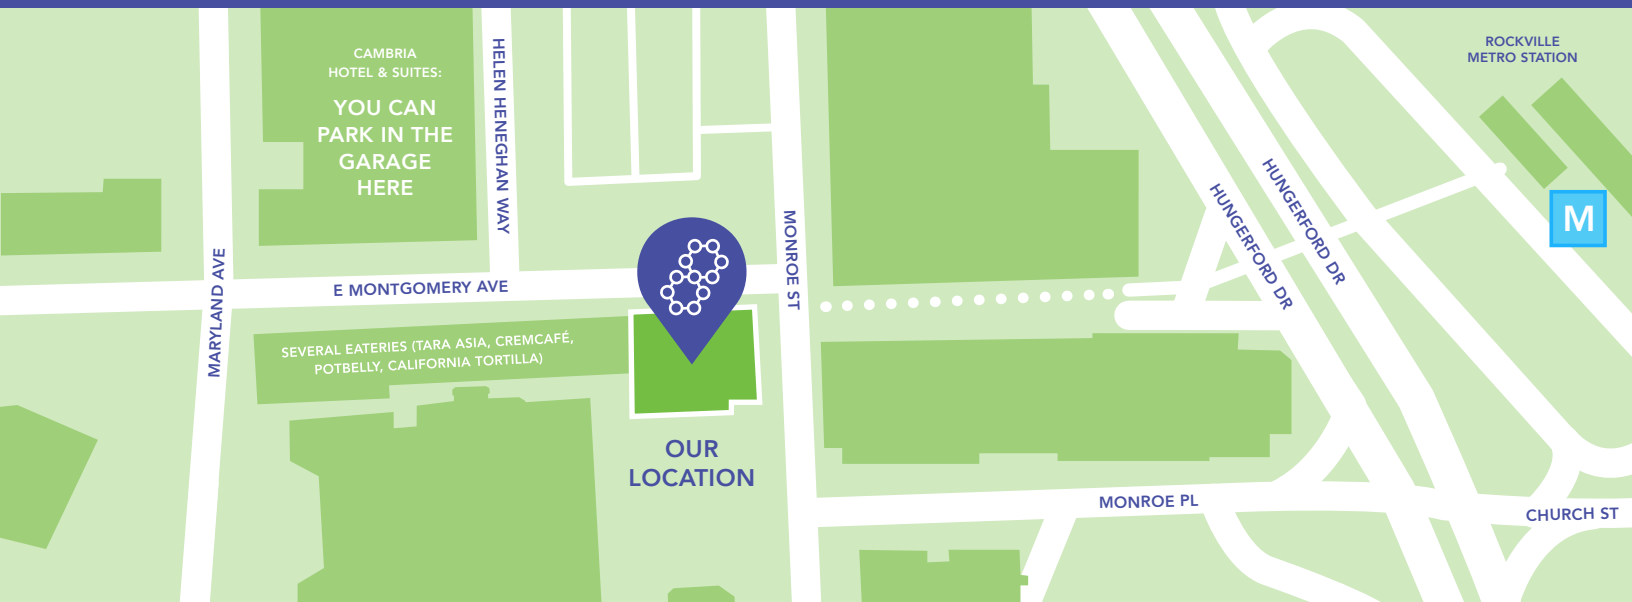 CAMBRIA
HOTEL & SUITES:
YOU CAN
PARK IN THE
GARAGE
HERE
HELEN HENEGHAN WAY
ROCKVILLE
METRO STATION
M
HUNGERFORD DR
HUNGERFORD DR
MONROE ST
MARYLAND AVE
E MONTGOMERY AVE
SEVERAL EATERIES (TARA ASIA, CREMCAFÉ,
POTBELLY, CALIFORNIA TORTILLA)
OUR
LOCATION
MONROE PL
CHURCH ST